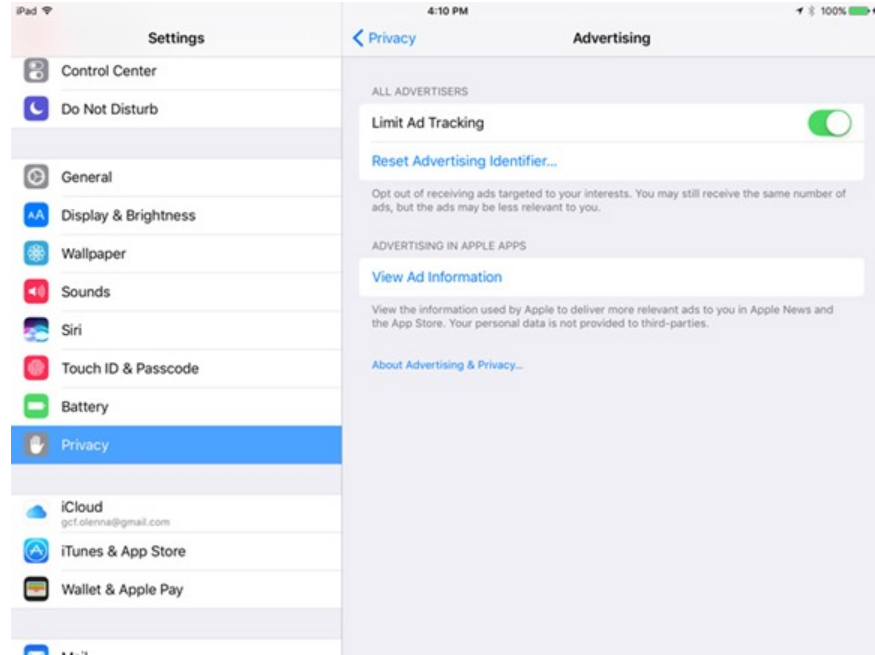 iPad
4:10 PM
100%
Settings
Privacy
Advertising
Control Center
Do Not Disturb
General
AA
Display & Brightness
Wallpaper
Sounds
Siri
Touch ID & Passcode
Battery
Privacy
iCloud
gcf.olenna@gmail.com
iTunes & App Store
Wallet & Apple Pay
Mail
ALL ADVERTISERS
Limit Ad Tracking
Reset Advertising Identifier...
Opt out of receiving ads targeted to your interests. You may still receive the same number of
ads, but the ads may be less relevant to you.
ADVERTISING IN APPLE APPS
View Ad Information
View the information used by Apple to deliver more relevant ads to you in Apple News and
the App Store. Your personal data is not provided to third-parties.
About Advertising & Privacy...